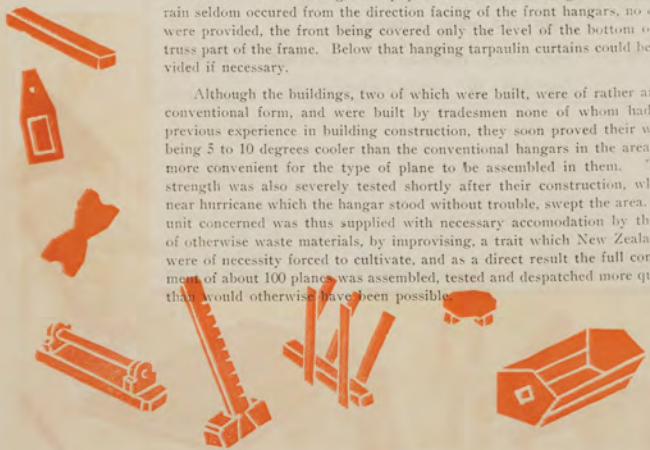 rain seldom occured from the direction facing of the front hangars, no
were provided, the front being covered only the level of the bottom
truss part of the frame. Below that hanging tarpaulin curtains could be
vided if necessary.
Although the buildings, two of which were built, were of rather
conventional form, and were built by tradesmen none of whom had
previous experience in building construction, they soon proved their
being 5 to 10 degrees cooler than the conventional hangars in the area
more convenient for the type of plane to be assembled in them.
strength was also severely tested shortly after their construction,
near hurricane which the hangar stood without trouble, swept the area.
unit concerned was thus supplied with necessary accomodation by
of otherwise waste materials, by improvising, a trait which New
were of necessity forced to cultivate, and as a direct result the full
ment of about 100 planes was assembled, tested and despatched more
than would otherwise have been possible.